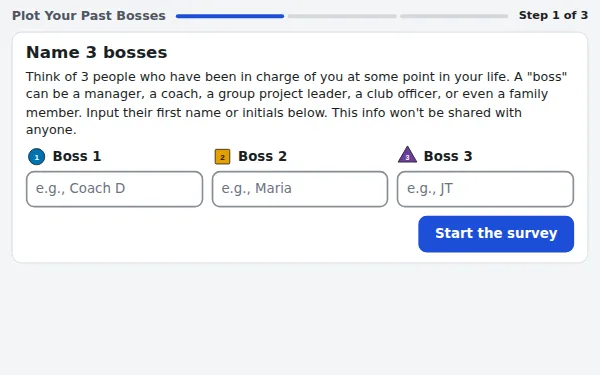 Plot Your Past Bosses
Step 1 of 3
Name 3 bosses
Think of 3 people who have been in charge of you at some point in your life. A "boss"
can be a manager, a coach, a group project leader, a club officer, or even a family
member. Input their first name or initials below. This info won't be shared with
anyone.
1 Boss 1
2 Boss 2
3 Boss 3
e.g., Coach D
e.g., Maria
e.g., JT
Start the survey